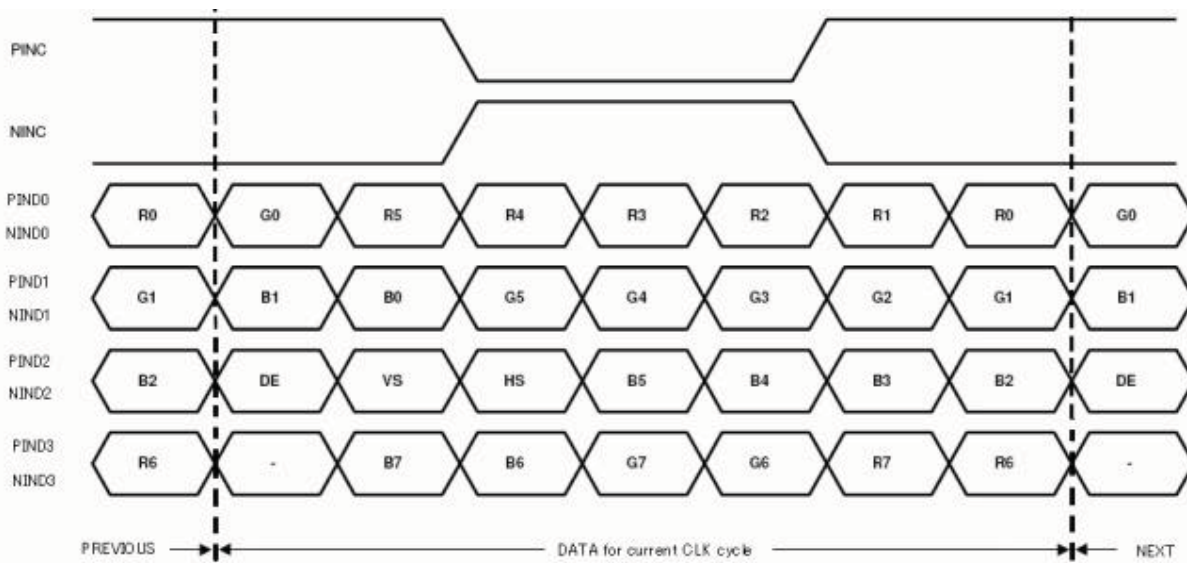 PINC
NINC
PIND0
NIND0
R0 G0 R5 R4 R3 R2 R1 R0 G0
PIND1
NIND1
G1 B1 B0 G5 G4 G3 G2 G1 B1
PIND2
NIND2
B2 DE VS HS B5 B4 B3 B2 DE
PIND3
NIND3
R6 - B7 B6 G7 G6 R7 R6 -
PREVIOUS DATA for current CLK cycle NEXT